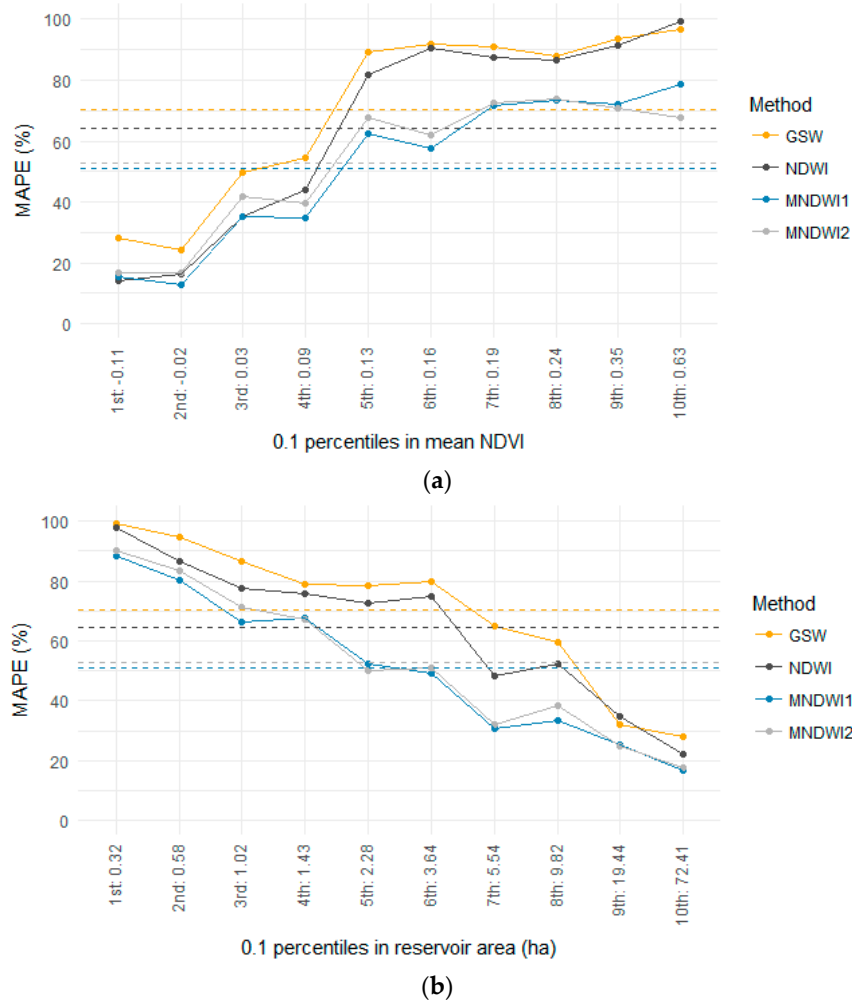 100
80
60
40
20
0
MAPE (%)
1st: -0.11
2nd: -0.02
3rd: 0.03
4th: 0.09
5th: 0.13
6th: 0.16
7th: 0.19
8th: 0.24
9th: 0.35
10th: 0.63
0.1 percentiles in mean NDVI
Method
GSW
NDWI
MNDWI1
MNDWI2
(a)
100
80
60
40
20
0
MAPE (%)
1st: 0.32
2nd: 0.58
3rd: 1.02
4th: 1.43
5th: 2.28
6th: 3.64
7th: 5.54
8th: 9.82
9th: 19.44
10th: 72.41
0.1 percentiles in reservoir area (ha)
Method
GSW
NDWI
MNDWI1
MNDWI2
(b)